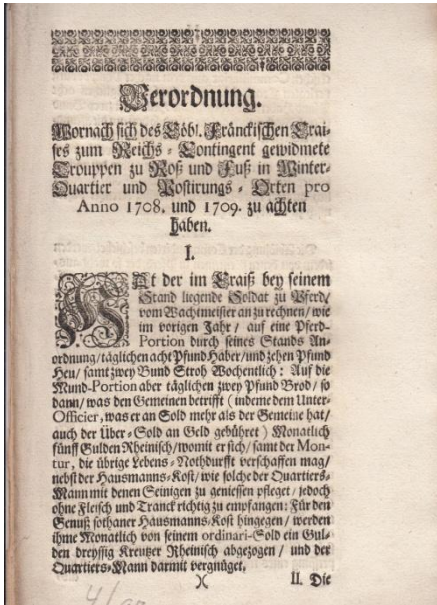 Verordnung.
Wornach sich des Löbl. Fränckischen Crai-
ses zum Reichs-Contingent gewidmete
Trouppen zu Roß und Fuß in Winter-
Quartier und Postirungs-Orten pro
Anno 1708. und 1709. zu achten
haben.
I.
HAt der im Craiß bey seinem
Stand liegende Soldat zu Pferd/
vom Wachtmeister an zu rechnen/ wie
im vorigen Jahr/ auf eine Pferd-
Portion durch seines Stands An-
ordnung/ täglichen acht Pfund Haber/ und zehen Pfund
Heu/ samt zwey Bund Stroh Wochentlich: Auf die
Mund-Portion aber täglichen zwey Pfund Brod/ so
dann/ was den Gemeinen betrifft (indeme dem Unter-
Officier, was er an Sold mehr als der Gemeine hat/
auch der Über-Sold an Geld gebühret) Monatlich
fünff Gulden Rheinisch/ womit er sich/ samt der Mon-
tur, die übrige Lebens-Nothdurfft verschaffen mag/
nebst der Hausmanns-Kost/ wie solche der Quartiers-
Mann mit denen Seinigen zu geniessen pfleget/ jedoch
ohne Fleisch und Tranck richtig zu empfangen: Für den
Genuß sothaner Hausmanns-Kost hingegen/ werden
ihme Monatlich von seinem ordinari-Sold ein Gul-
den dreyssig Kreutzer Rheinisch abgezogen/ und der
Quartiers-Mann darmit vergnüget.
)( II. Die